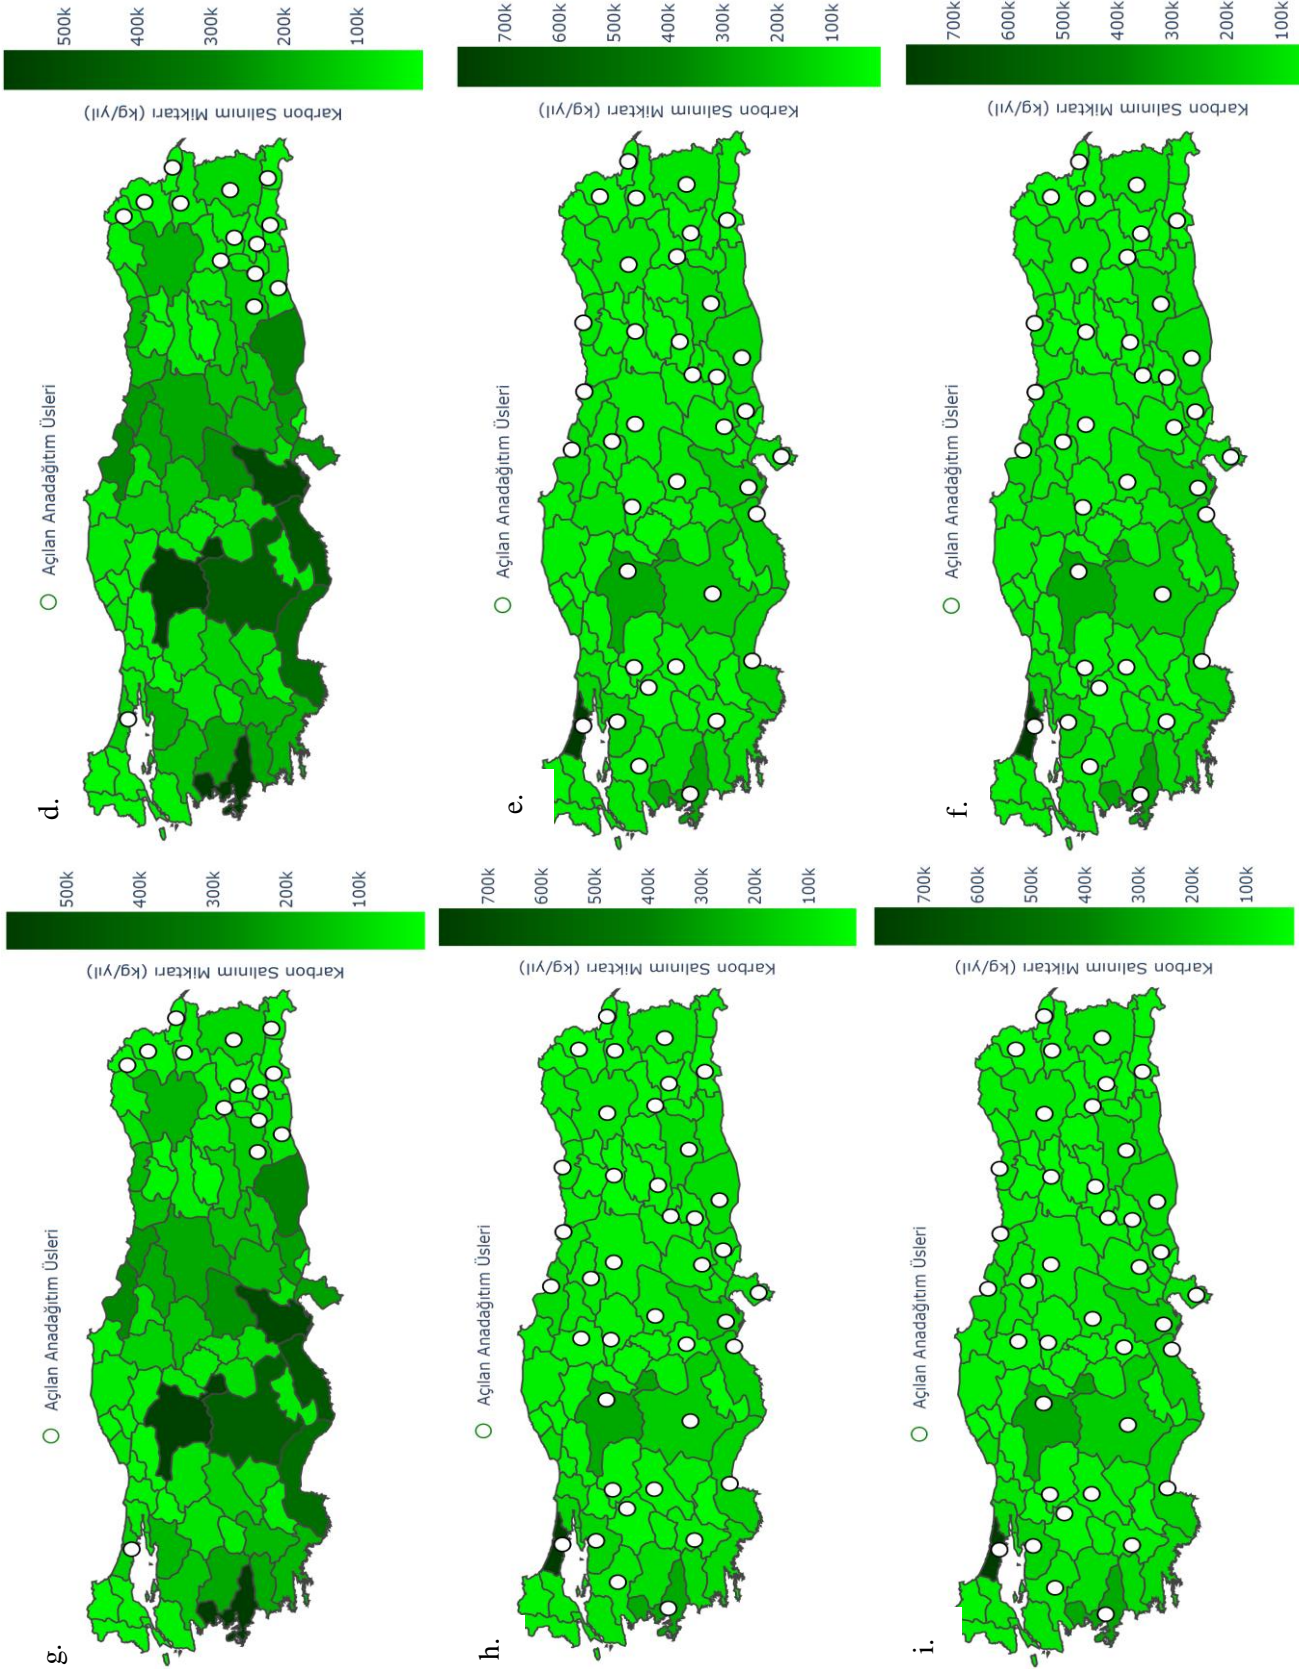 g.
Açılan Anadağıtım Üsleri
Karbon Salınım Miktarı (kg/yıl)
500k
400k
300k
200k
100k
d.
Açılan Anadağıtım Üsleri
Karbon Salınım Miktarı (kg/yıl)
500k
400k
300k
200k
100k
h.
Açılan Anadağıtım Üsleri
Karbon Salınım Miktarı (kg/yıl)
700k
600k
500k
400k
300k
200k
100k
e.
Açılan Anadağıtım Üsleri
Karbon Salınım Miktarı (kg/yıl)
700k
600k
500k
400k
300k
200k
100k
i.
Açılan Anadağıtım Üsleri
Karbon Salınım Miktarı (kg/yıl)
700k
600k
500k
400k
300k
200k
100k
f.
Açılan Anadağıtım Üsleri
Karbon Salınım Miktarı (kg/yıl)
700k
600k
500k
400k
300k
200k
100k